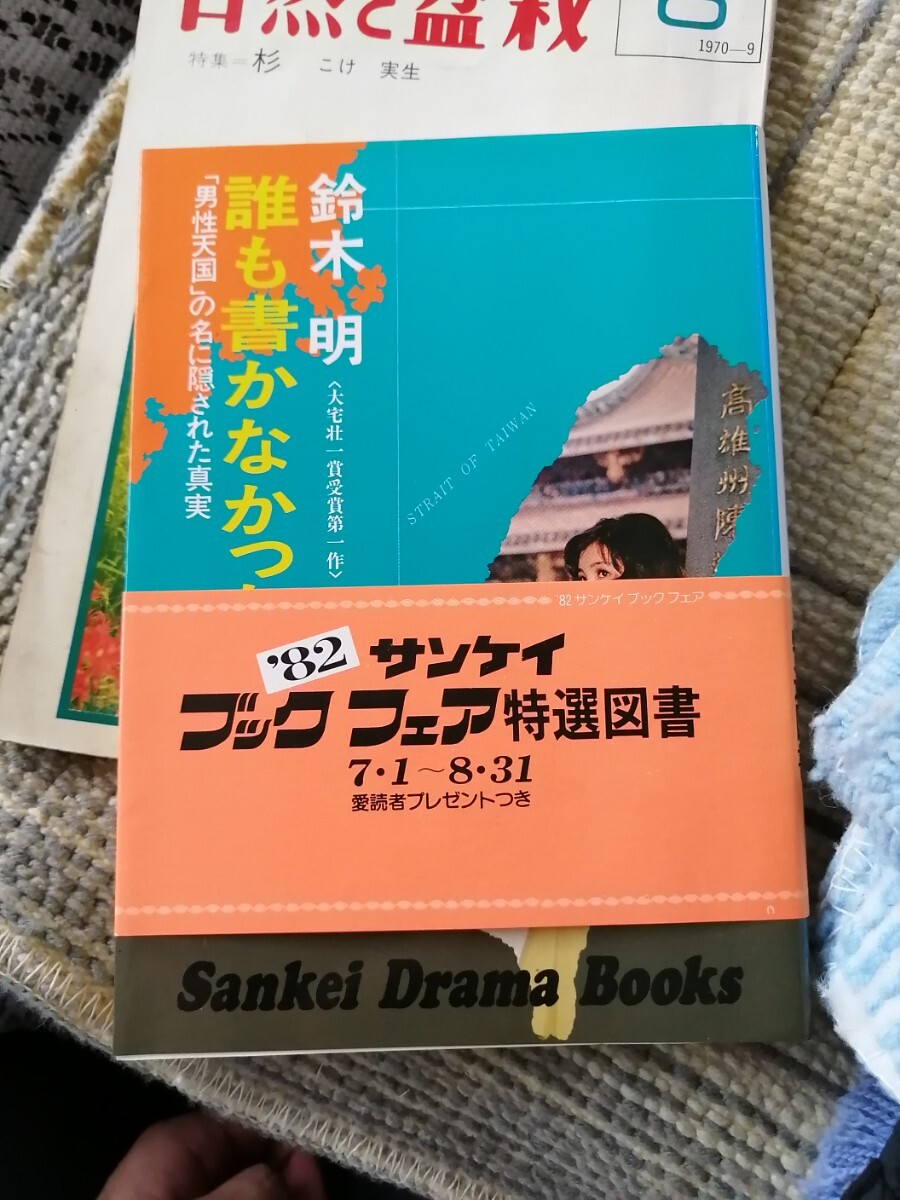 自然と盆栽
6
1970—9
特集=杉　こけ　実生
鈴木 明
〈大宅壮一賞受賞第一作〉
誰も書かなかっ
「男性天国」の名に隠された真実
STRAIT OF TAIWAN
高雄州陳
'82 サンケイ ブック フェア
'82 サンケイ
ブック フェア特選図書
7・1〜8・31
愛読者プレゼントつき
Sankei Drama Books